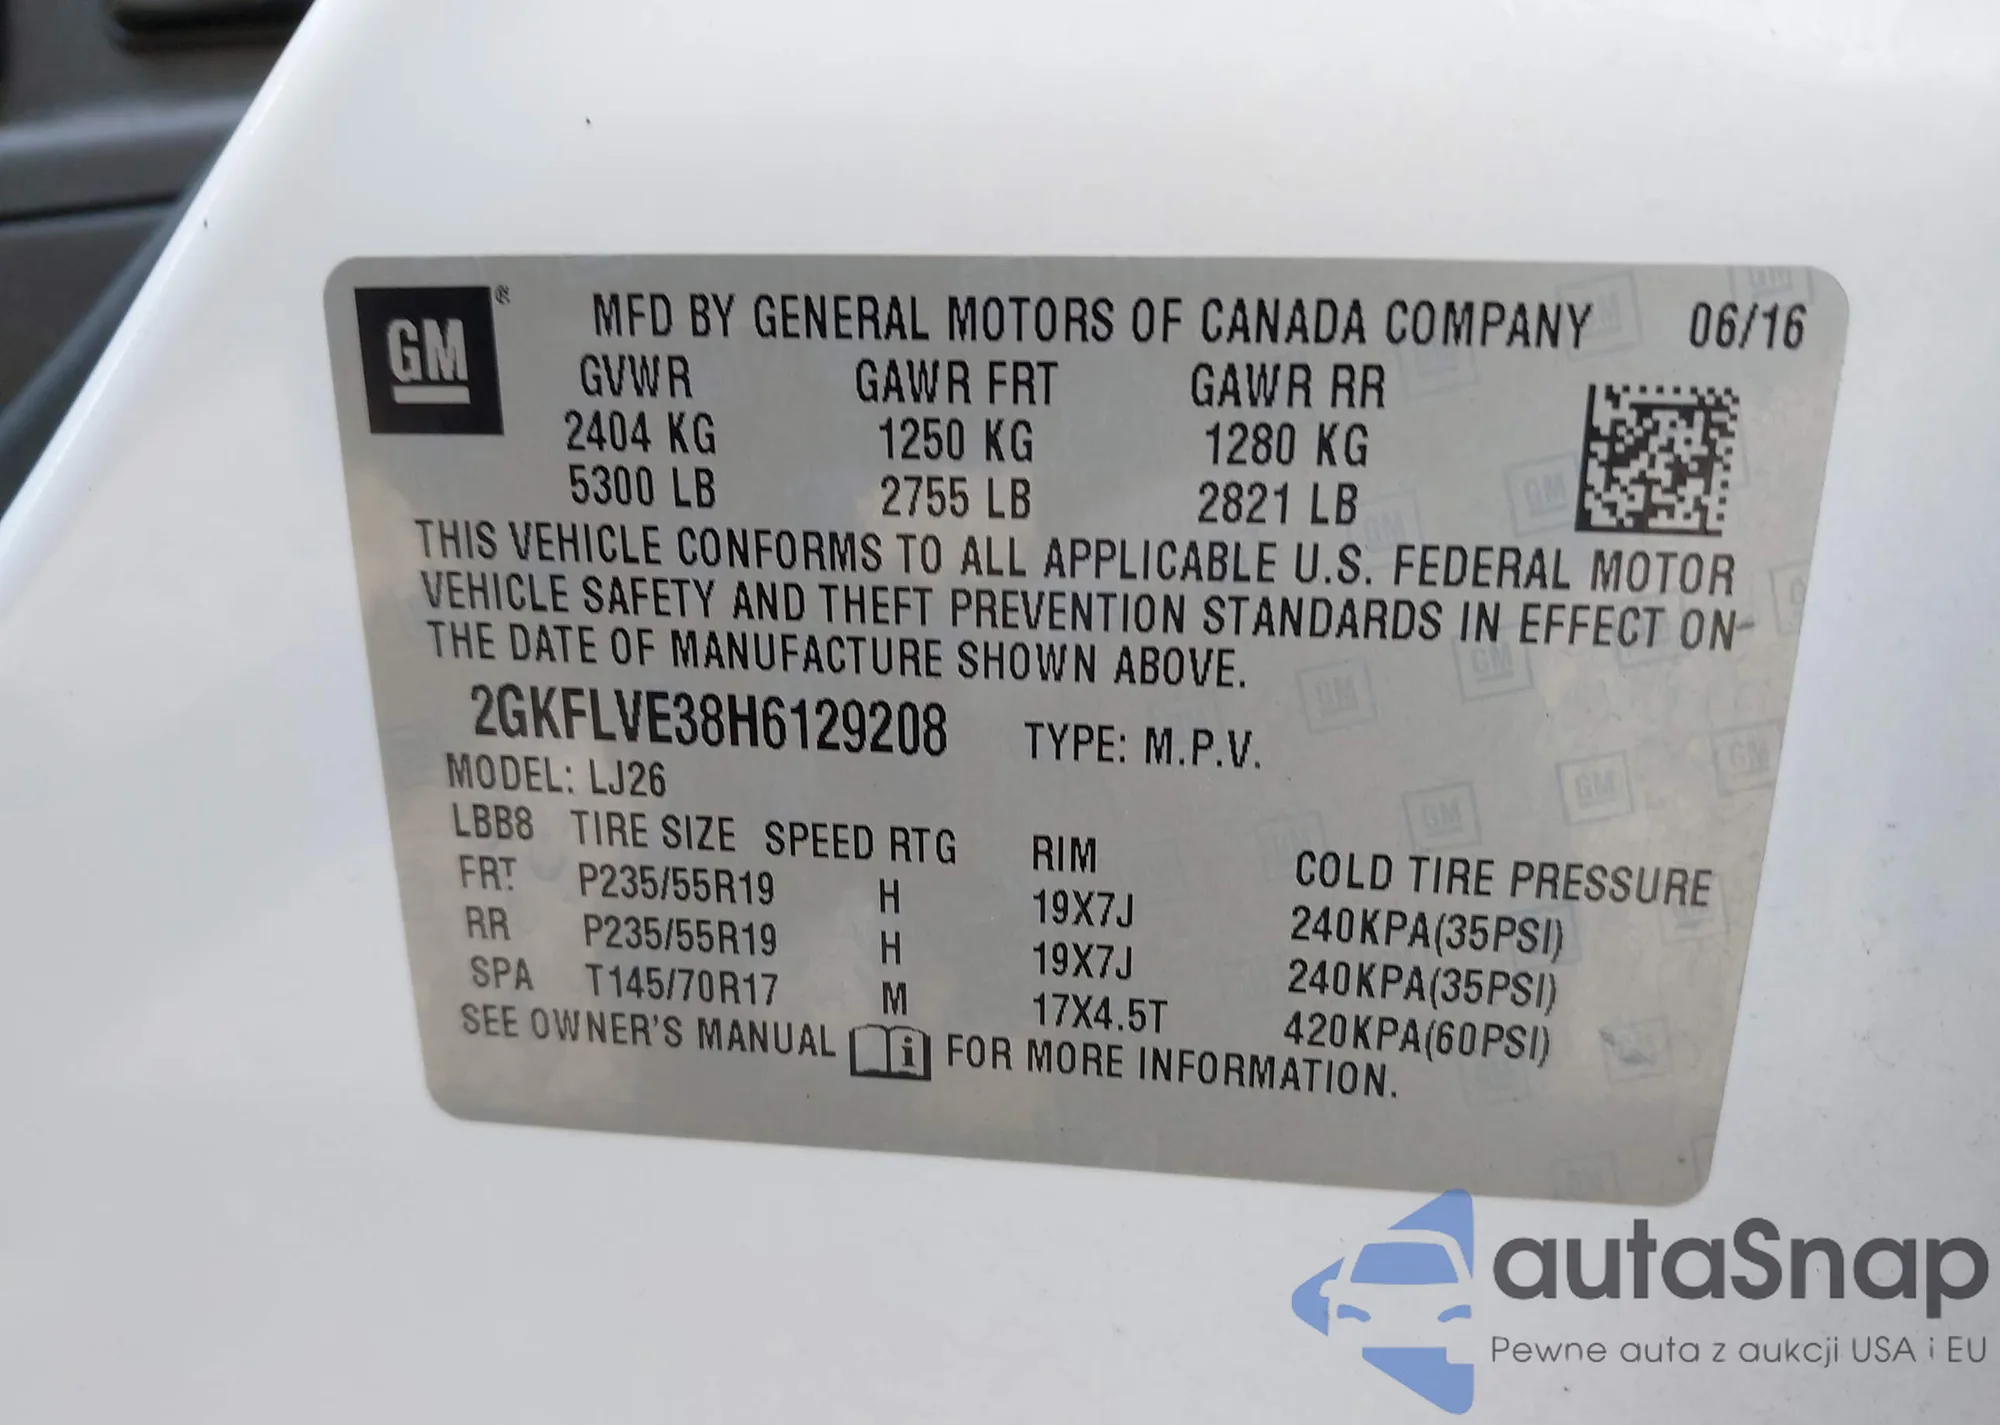 GM ® MFD BY GENERAL MOTORS OF CANADA COMPANY 06/16
GVWR GAWR FRT GAWR RR
2404 KG 1250 KG 1280 KG
5300 LB 2755 LB 2821 LB
THIS VEHICLE CONFORMS TO ALL APPLICABLE U.S. FEDERAL MOTOR
VEHICLE SAFETY AND THEFT PREVENTION STANDARDS IN EFFECT ON
THE DATE OF MANUFACTURE SHOWN ABOVE.
2GKFLVE38H6129208 TYPE: M.P.V.
MODEL: LJ26
LBB8 TIRE SIZE SPEED RTG RIM COLD TIRE PRESSURE
FRT P235/55R19 H 19X7J 240KPA(35PSI)
RR P235/55R19 H 19X7J 240KPA(35PSI)
SPA T145/70R17 M 17X4.5T 420KPA(60PSI)
SEE OWNER'S MANUAL i FOR MORE INFORMATION.
autaSnap
Pewne auta z aukcji USA i EU